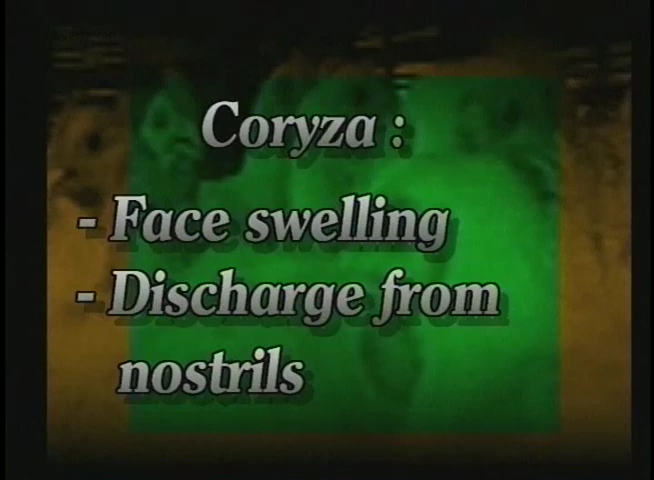 Coryza :
- Face swelling
- Discharge from
nostrils